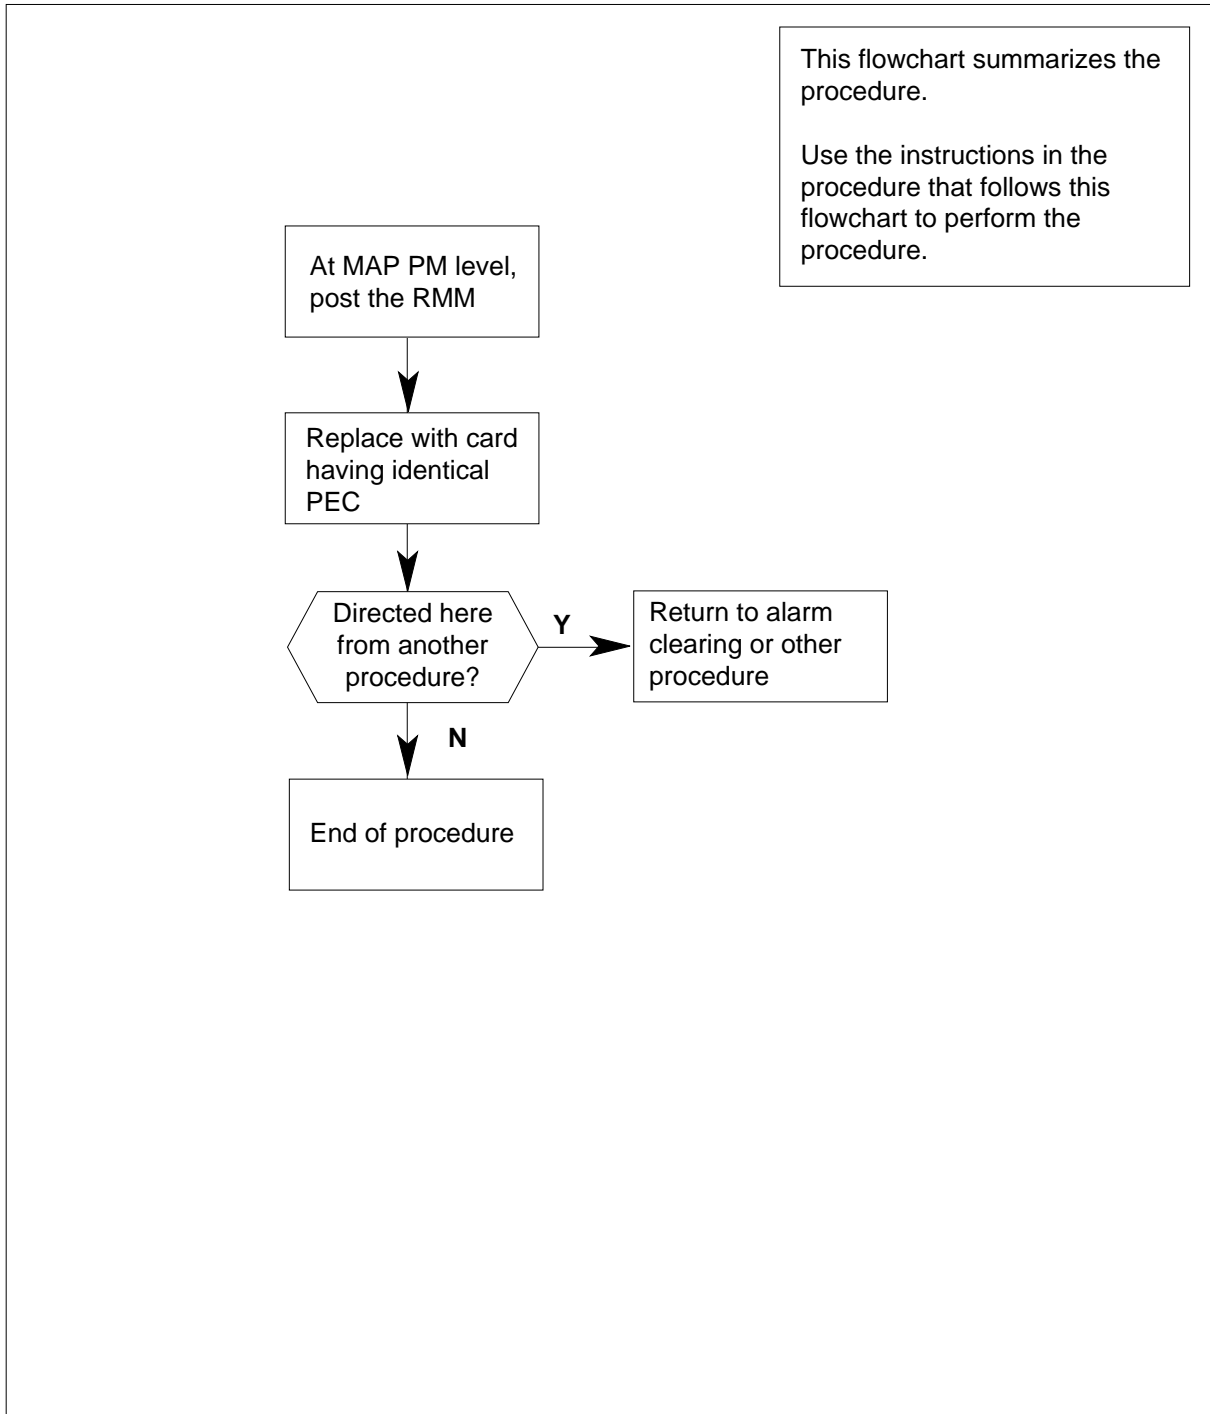 This flowchart summarizes the
procedure.
Use the instructions in the
procedure that follows this
flowchart to perform the
procedure.
At MAP PM level,
post the RMM
Replace with card
having identical
PEC
Directed here
from another
procedure?
Y
Return to alarm
clearing or other
procedure
N
End of procedure